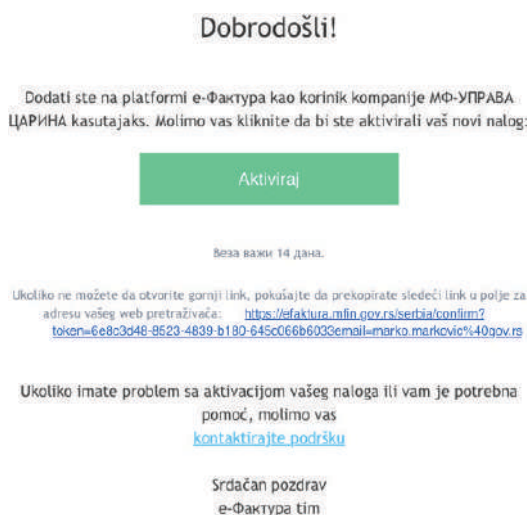 Dobrodošli!
Dodati ste na platformi е-Фактура kao korinik kompanije МФ-УПРАВА
ЦАРИНА kasutajaks. Molimo vas kliknite da bi ste aktivirali vaš novi nalog:
Aktiviraj
Веза важи 14 дана.
Ukoliko ne možete da otvorite gornji link, pokušajte da prekopirate sledeći link u polje za
adresu vašeg web pretraživača: https://efaktura.mfin.gov.rs/serbia/confirm?
token=6e8c3d48-8523-4839-b180-645c066b6033email=marko.markovic%40gov.rs
Ukoliko imate problem sa aktivacijom vašeg naloga ili vam je potrebna
pomoć, molimo vas
kontaktirajte podršku
Srdačan pozdrav
е-Фактура tim